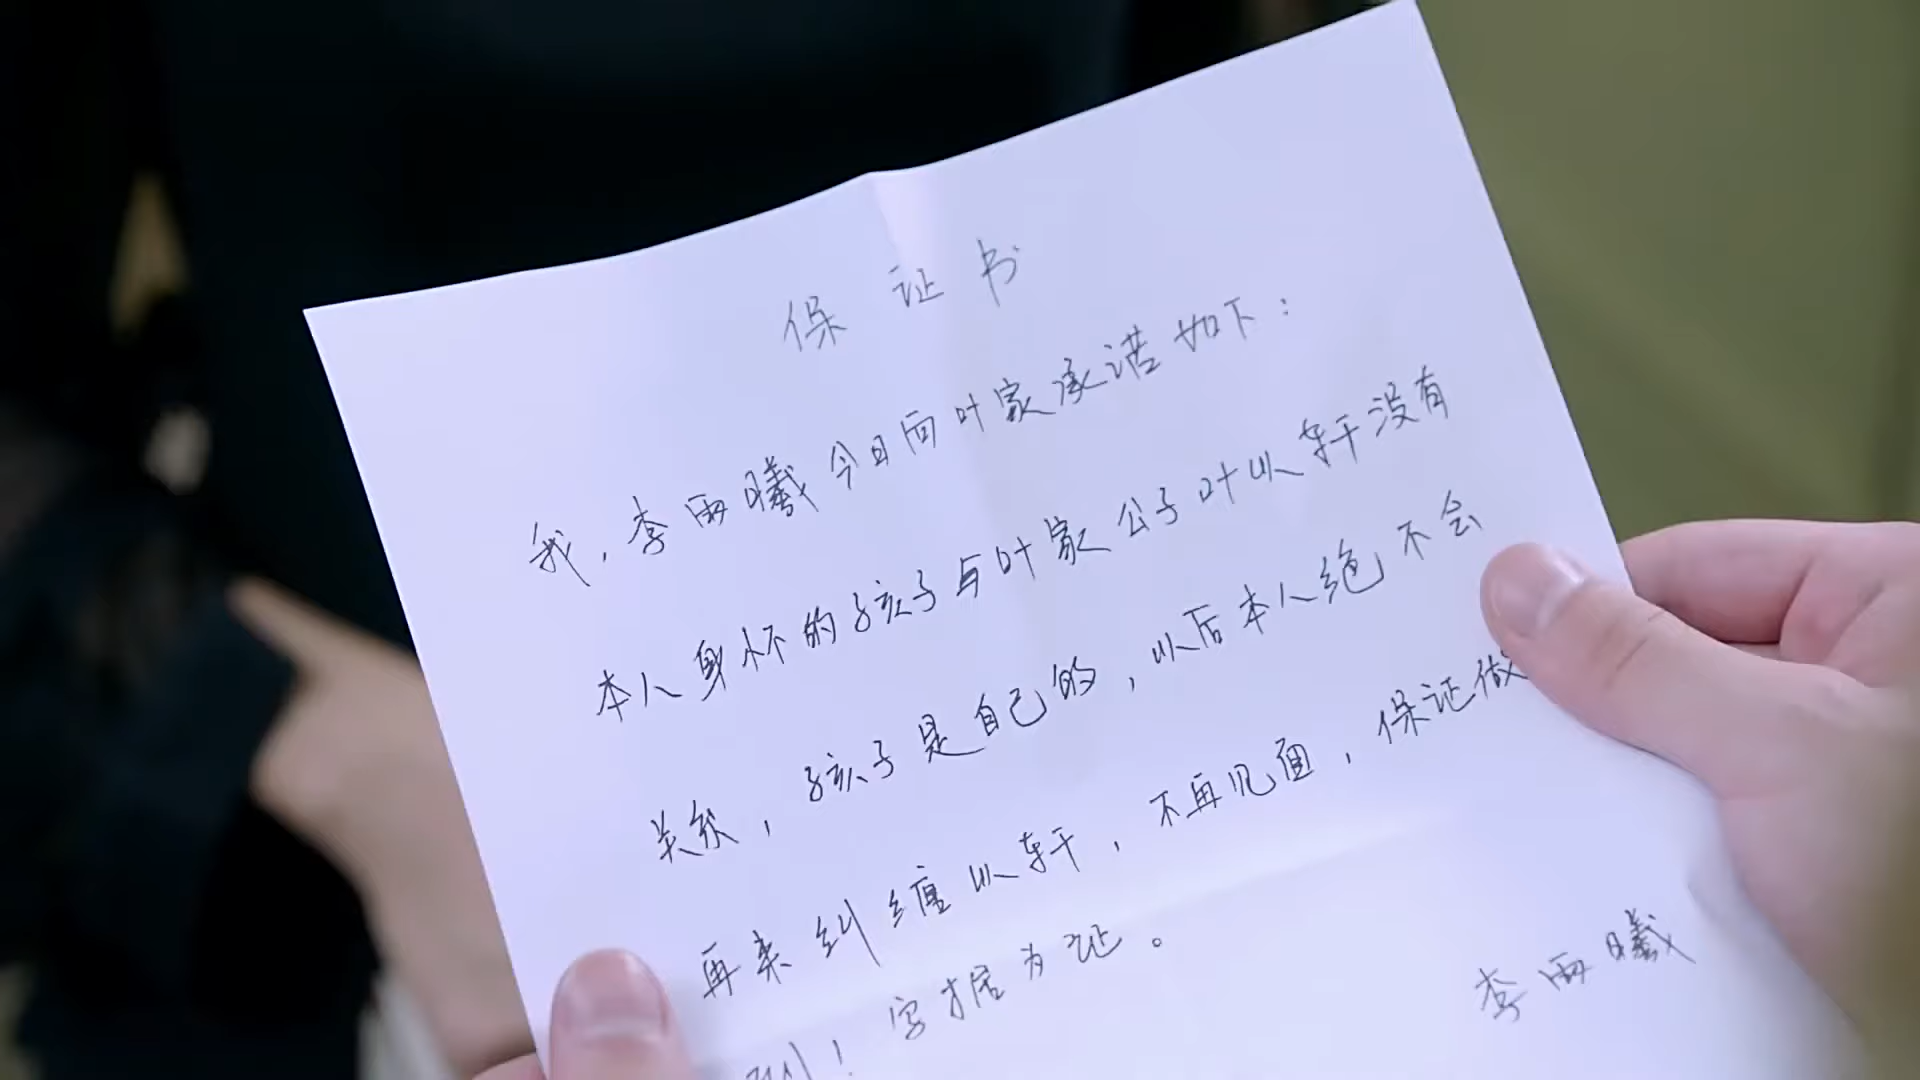 保证书
我，李雨曦今日向叶家承诺如下：
本人身怀的孩子与叶家公子叶以轩没有
关系，孩子是自己的，以后本人绝不会
再来纠缠以轩，不再见面，保证做
到！字据为证。
李雨曦